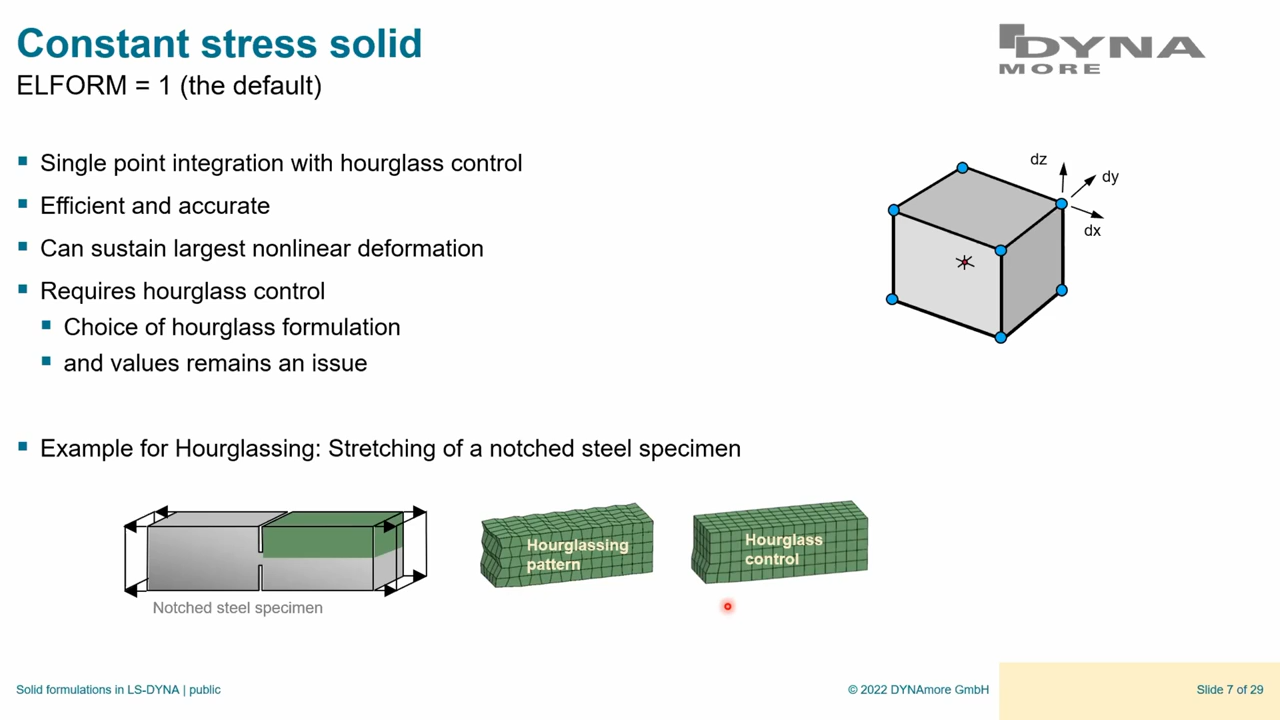 Constant stress solid
ELFORM = 1 (the default)
DYNA
MORE
Single point integration with hourglass control
Efficient and accurate
Can sustain largest nonlinear deformation
Requires hourglass control
Choice of hourglass formulation
and values remains an issue
dz
dy
dx
Example for Hourglassing: Stretching of a notched steel specimen
Notched steel specimen
Hourglassing
pattern
Hourglass
control
Solid formulations in LS-DYNA | public
© 2022 DYNAmore GmbH
Slide 7 of 29